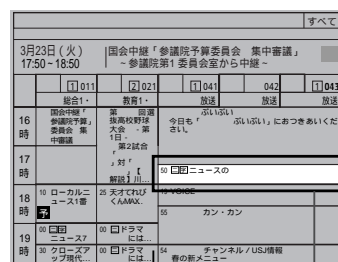 すべて
3月23日(火)
17:50~18:50
国会中継「参議院予算委員会 集中審議」
~参議院第1委員会室から中継~
1 011
2 021
1 041
042
1 043
総合1・
教育1・
放送
放送
放送
16時
国会中継「
参議院予算」
委員会 集
中審議
第 回選
抜高校野球
大会 ・第
1日・
第2試合
「
」対「
」【
解説】川…
ぶいぶい
今日も「 ぶいぶい」におつきあいくだ
さい。
17時
50 ニュースの
18時
10 ローカルニ
ュース1番
予
25 天才てれび
くんMAX.
VOICE
55 カン・カン
19時
00 ニュース7
00 ドラマ
には…
30 クローズア
ップ現代…
00 ドラマ
には…
54 チャンネル / USJ情報
春の新メニュー